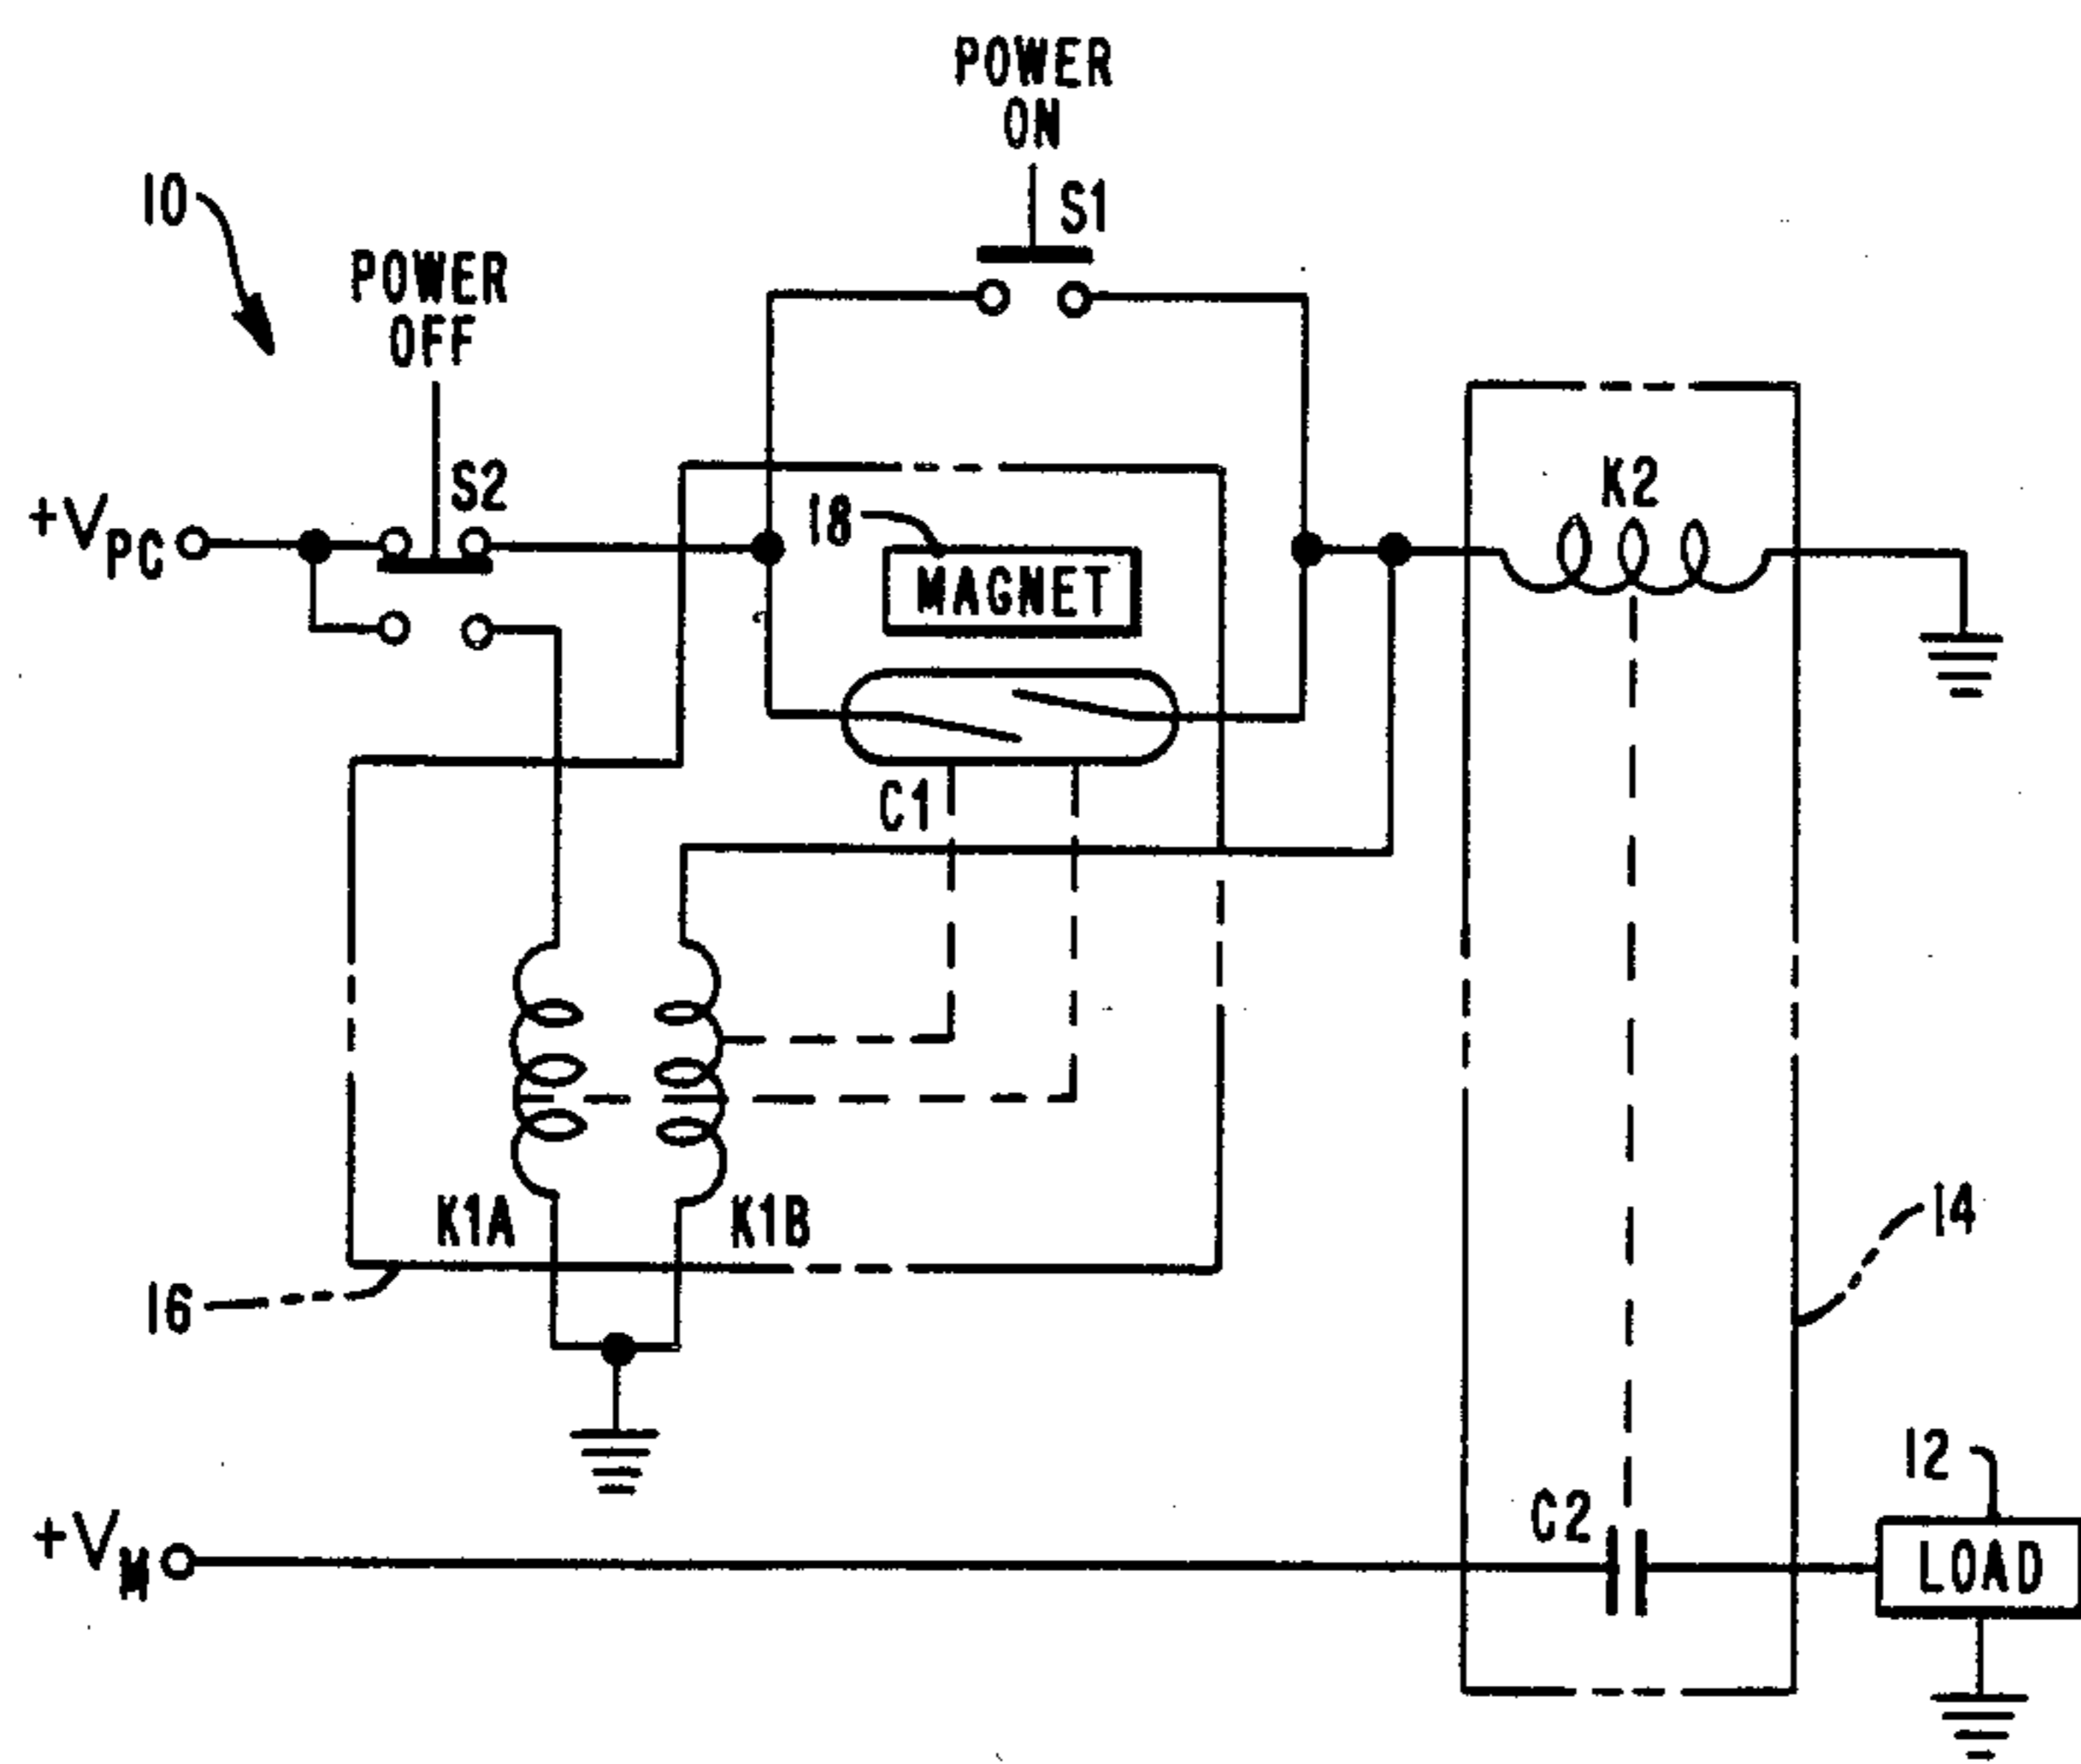 POWER
ON
S1
10
POWER
OFF
S2
+VPC
18
MAGNET
K2
C1
K1A
K1B
14
16
12
C2
+VM
LOAD